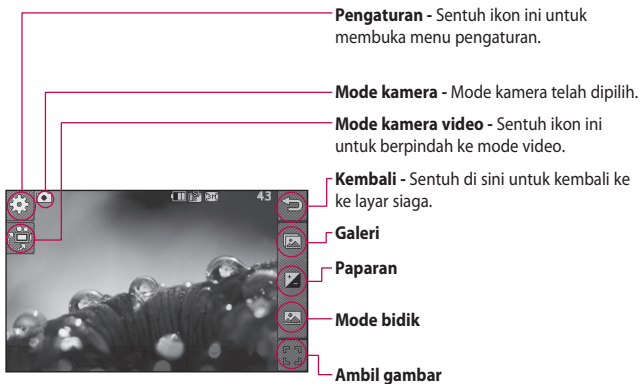 Pengaturan - Sentuh ikon ini untuk
membuka menu pengaturan.
Mode kamera - Mode kamera telah dipilih.
Mode kamera video - Sentuh ikon ini
untuk berpindah ke mode video.
Kembali - Sentuh di sini untuk kembali ke
ke layar siaga.
43
Galeri
Paparan
Mode bidik
Ambil gambar